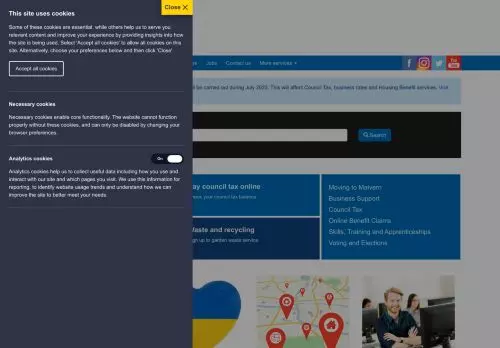 Close
This site uses cookies
Some of these cookies are essential, while others help us to serve you
relevant content and improve your experience by providing insights into
how the site is being used. Select 'Accept all cookies' to allow all cookies on this
site. Alternatively, choose your preferences below and then click 'Close'
Accept all cookies
Necessary cookies
Necessary cookies enable core functionality. The website cannot function
properly without these cookies, and can only be disabled by changing your
browser preferences.
Analytics cookies
On
Analytics cookies help us to collect useful data including how you use and
interact with our site and which pages you visit. We use this information for
reporting, to identify website usage trends and understand how we can
improve the site to better meet your needs.
Jobs
Contact us
More services
You Tube
be carried out during July 2023. This will affect Council Tax, business rates and Housing Benefit services.
Search
ay council tax online
your council tax balance
aste and recycling
gn up to garden waste service
Moving to Malvern
Business Support
Council Tax
Online Benefit Claims
Skills, Training and Apprenticeships
Voting and Elections